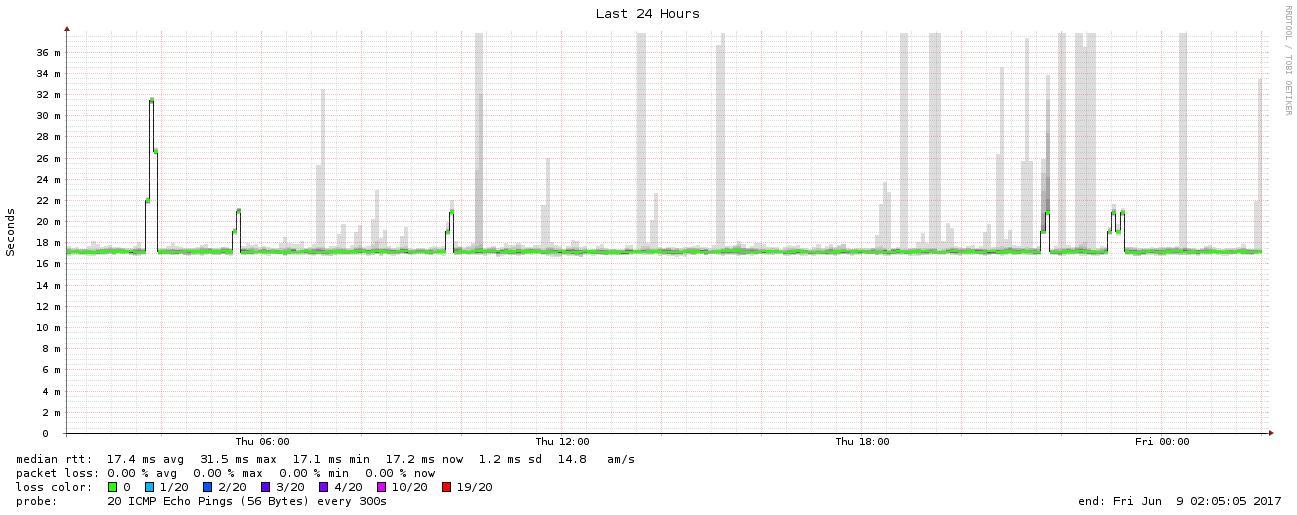 Last 24 Hours
RRDTOOL / TOBI OETIKER
Seconds
36 m
34 m
32 m
30 m
28 m
26 m
24 m
22 m
20 m
18 m
16 m
14 m
12 m
10 m
8 m
6 m
4 m
2 m
0
Thu 06:00 Thu 12:00 Thu 18:00 Fri 00:00
median rtt: 17.4 ms avg 31.5 ms max 17.1 ms min 17.2 ms now 1.2 ms sd 14.8 am/s
packet loss: 0.00 % avg 0.00 % max 0.00 % min 0.00 % now
loss color: 0 1/20 2/20 3/20 4/20 10/20 19/20
probe: 20 ICMP Echo Pings (56 Bytes) every 300s end: Fri Jun 9 02:05:05 2017